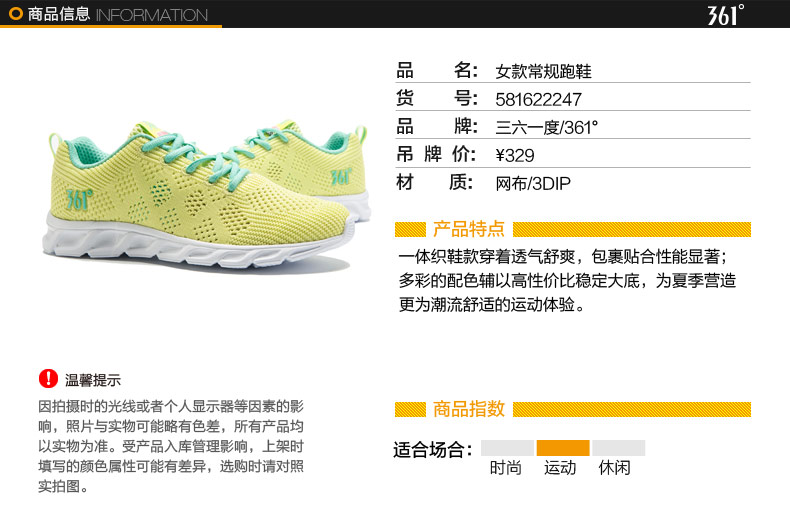 商品信息 INFORMATION
361°
品 名: 女款常规跑鞋
货 号: 581622247
品 牌: 三六一度/361°
吊 牌 价: ¥329
材 质: 网布/3DIP
361°
361°
产品特点
一体织鞋款穿着透气舒爽，包裹贴合性能显著；
多彩的配色辅以高性价比稳定大底，为夏季营造
更为潮流舒适的运动体验。
! 温馨提示
因拍摄时的光线或者个人显示器等因素的影
响，照片与实物可能略有色差，所有产品均
以实物为准。受产品入库管理影响，上架时
填写的颜色属性可能有差异，选购时请对照
实拍图。
商品指数
适合场合：
时尚 运动 休闲